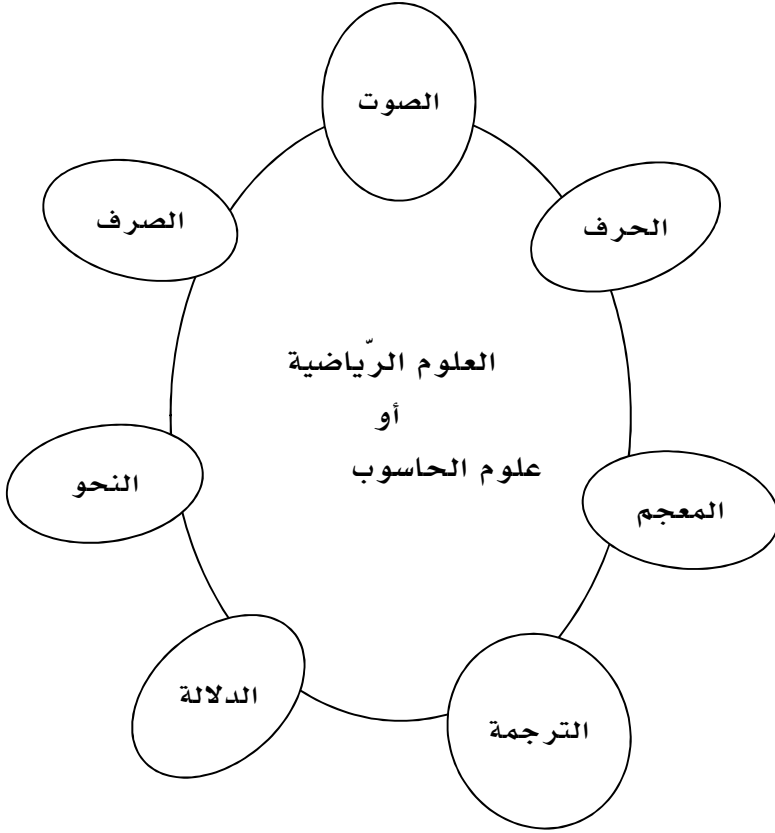 الصوت
الحرف
الصرف
العلوم الرّياضية
أو
علوم الحاسوب
النحو
المعجم
الدلالة
الترجمة